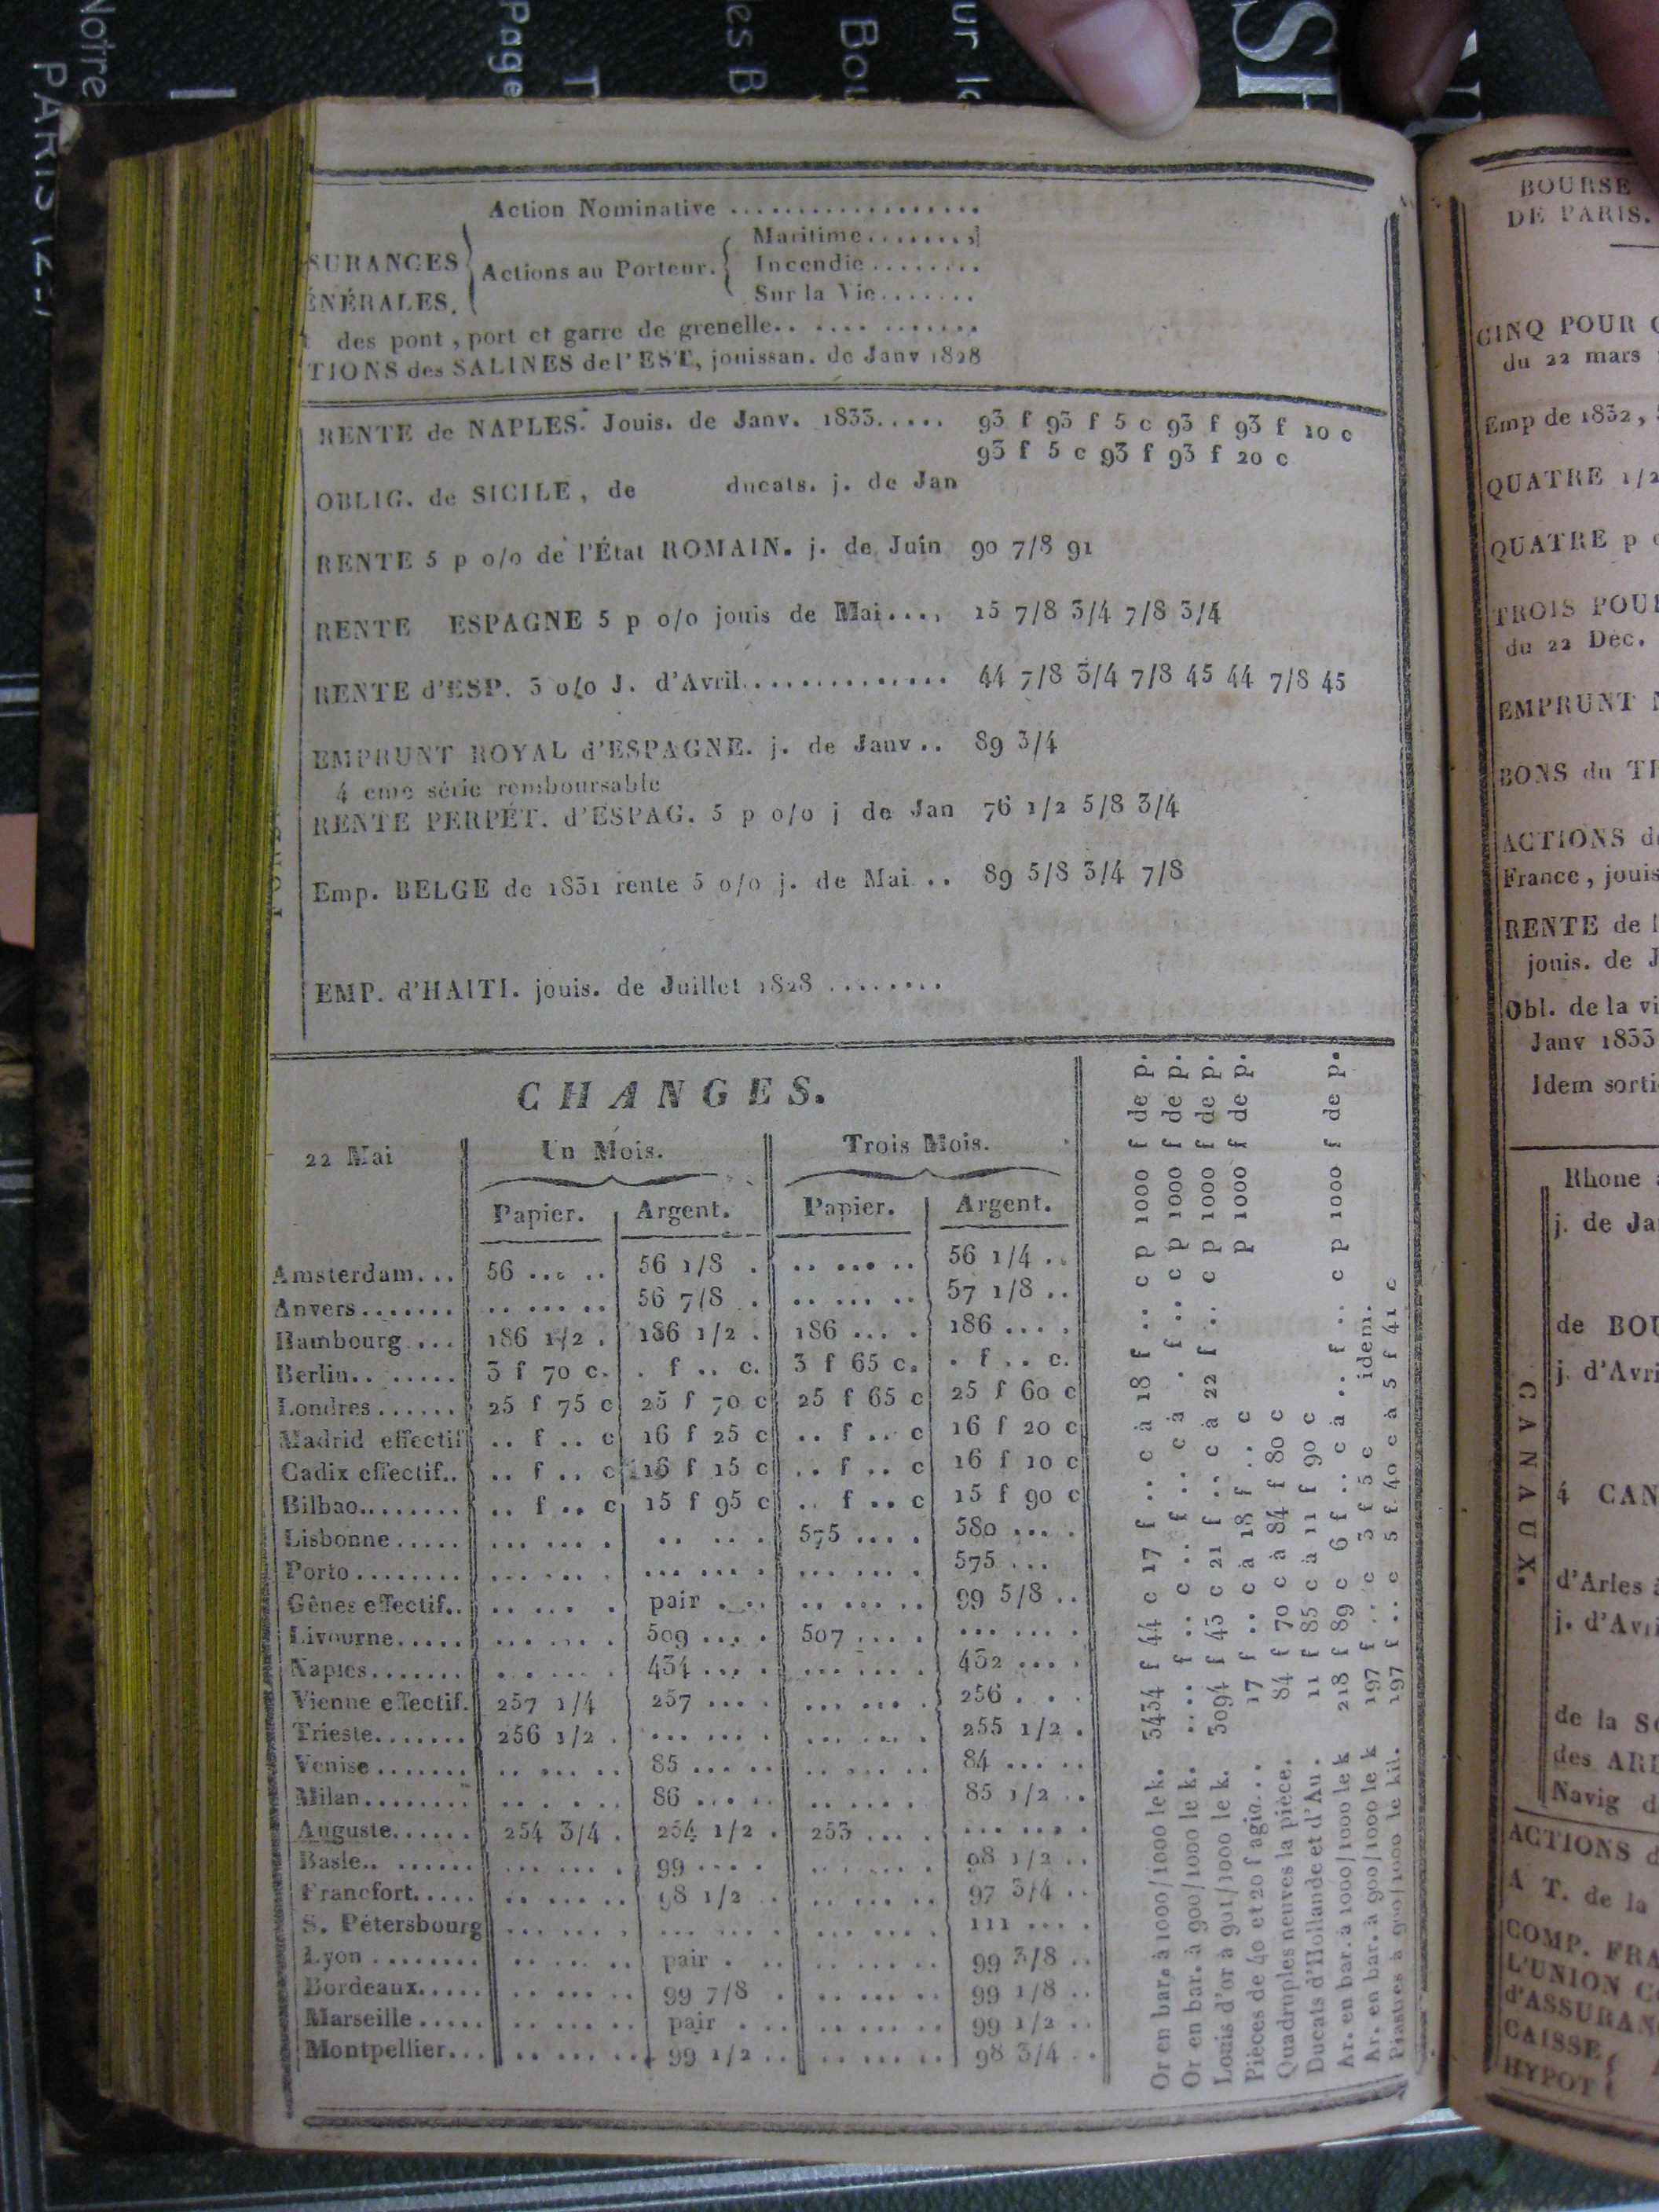 Action Nominative ..................
SURANCES
ÉNÉRALES.
Actions au Porteur.
Maritime........
Incendie........
Sur la Vie.......
des pont, port et garre de grenelle.. .... .......
TIONS des SALINES de l'EST, jouissan. de Janv 1828
RENTE de NAPLES. Jouis. de Janv. 1833..... 93 f 93 f 5 c 93 f 93 f 10 c
93 f 5 c 93 f 93 f 20 c
OBLIG. de SICILE, de ducats. j. de Jan
RENTE 5 p o/o de l'État ROMAIN. j. de Juin 90 7/8 91
RENTE ESPAGNE 5 p o/o jouis de Mai...., 15 7/8 3/4 7/8 3/4
RENTE d'ESP. 3 o/o J. d'Avril.............. 44 7/8 3/4 7/8 45 44 7/8 45
EMPRUNT ROYAL d'ESPAGNE. j. de Janv.. 89 3/4
4 eme série remboursable
RENTE PERPÉT. d'ESPAG. 5 p o/o j de Jan 76 1/2 5/8 3/4
Emp. BELGE de 1831 rente 5 o/o j. de Mai .. 89 5/8 3/4 7/8
EMP. d'HAITI. jouis. de Juillet 1828 ........
CHANGES.
22 Mai Un Mois. Trois Mois.
Papier. Argent. Papier. Argent.
Amsterdam... 56 ... .. 56 1/8 . .. ... .. 56 1/4 ..
Anvers....... .. ... .. 56 7/8 . .. ... .. 57 1/8 ..
Hambourg ... 186 1/2 . 186 1/2 . 186 ... . 186 ... .
Berlin.. ..... 3 f 70 c. . f .. c. 3 f 65 c. . f .. c.
Londres ...... 25 f 75 c 25 f 70 c 25 f 65 c 25 f 60 c
Madrid effectif .. f .. c 16 f 25 c .. f .. c 16 f 20 c
Cadix effectif.. .. f .. c 16 f 15 c .. f .. c 16 f 10 c
Bilbao........ .. f .. c 15 f 95 c .. f .. c 15 f 90 c
Lisbonne ..... ... ... . .. .. .. 575 .... . 580 ... .
Porto ........ ... ... . ... ... . ... ... . 575 ...
Gênes effectif.. .. ... . pair . .. .. ... .. 99 5/8 ..
Livourne..... ... ... . 509 .... . 507 .... . ... ... .
Naples....... .. ... . 434 ... . ... ... . 432 ... .
Vienne effectif. 257 1/4 257 ... . ... ... . 256 . . .
Trieste....... 256 1/2 . ... ... . ... ... . 255 1/2 .
Venise ....... .. ... .. 85 ... .. .. ... .. 84 ... ..
Milan........ .. . . .. 86 ... .. .. ... . 85 1/2 ..
Auguste...... 254 3/4 . 254 1/2 . 253 ... . ... ... .
Basle.. ...... ... ... . 99 ... . ... ... . 98 1/2 ..
Francfort..... .. ... .. 98 1/2 . .. ... .. 97 3/4 ..
S. Pétersbourg ... ... . ... ... . ... ... . 111 ... .
Lyon ........ .. ... .. pair . .. .. ... .. 99 3/8 ..
Bordeaux..... .. ... .. 99 7/8 . .. ... .. 99 1/8 ..
Marseille ..... .. ... .. pair . .. .. ... .. 99 1/2 ..
Montpellier... .. ... .. 99 1/2 .. .. ... .. 98 3/4 ..
Or en bar. à 1000/1000 le k. 3434 f 44 c 17 f .. c à 18 f .. c p 1000 f de p.
Or en bar. à 900/1000 le k. .... f .. c .. f .. c à . f .. c p 1000 f de p.
Louis d'or à 901/1000 le k. 3094 f 43 c 21 f .. c à 22 f .. c p 1000 f de p.
Pièces de 40 et 20 f agio... 17 f .. c à 18 f .. c p 1000 f de p.
Quadruples neuves la pièce. 84 f 70 c à 84 f 80 c
Ducats d'Hollande et d'Au. 11 f 85 c à 11 f 90 c
Ar. en bar. à 1000/1000 le k 218 f 89 c 6 f .. c à .. f .. c p 1000 f de p.
Ar. en bar. à 900/1000 le k 197 f .. c 3 f 5 c idem.
Piastres à 900/1000 le kil. 197 f .. c 5 f 40 c à 5 f 41 c
BOURSE
DE PARIS.
CINQ POUR
du 22 mars
Emp de 1832,
QUATRE 1/2
QUATRE p
TROIS POUR
du 22 Déc.
EMPRUNT
BONS du
ACTIONS
France, jouis
RENTE de
jouis. de
Obl. de la
Janv 1833
Idem
Rhone
j. de
de
j. d'Avri
CANAUX.
4
d'Arles
j. d'Avri
de la
des
Navig
ACTIONS
A T. de la
COMP.
L'UNION
d'ASSURAN
CAISSE
HYPOT
Notre
PARIS
Page